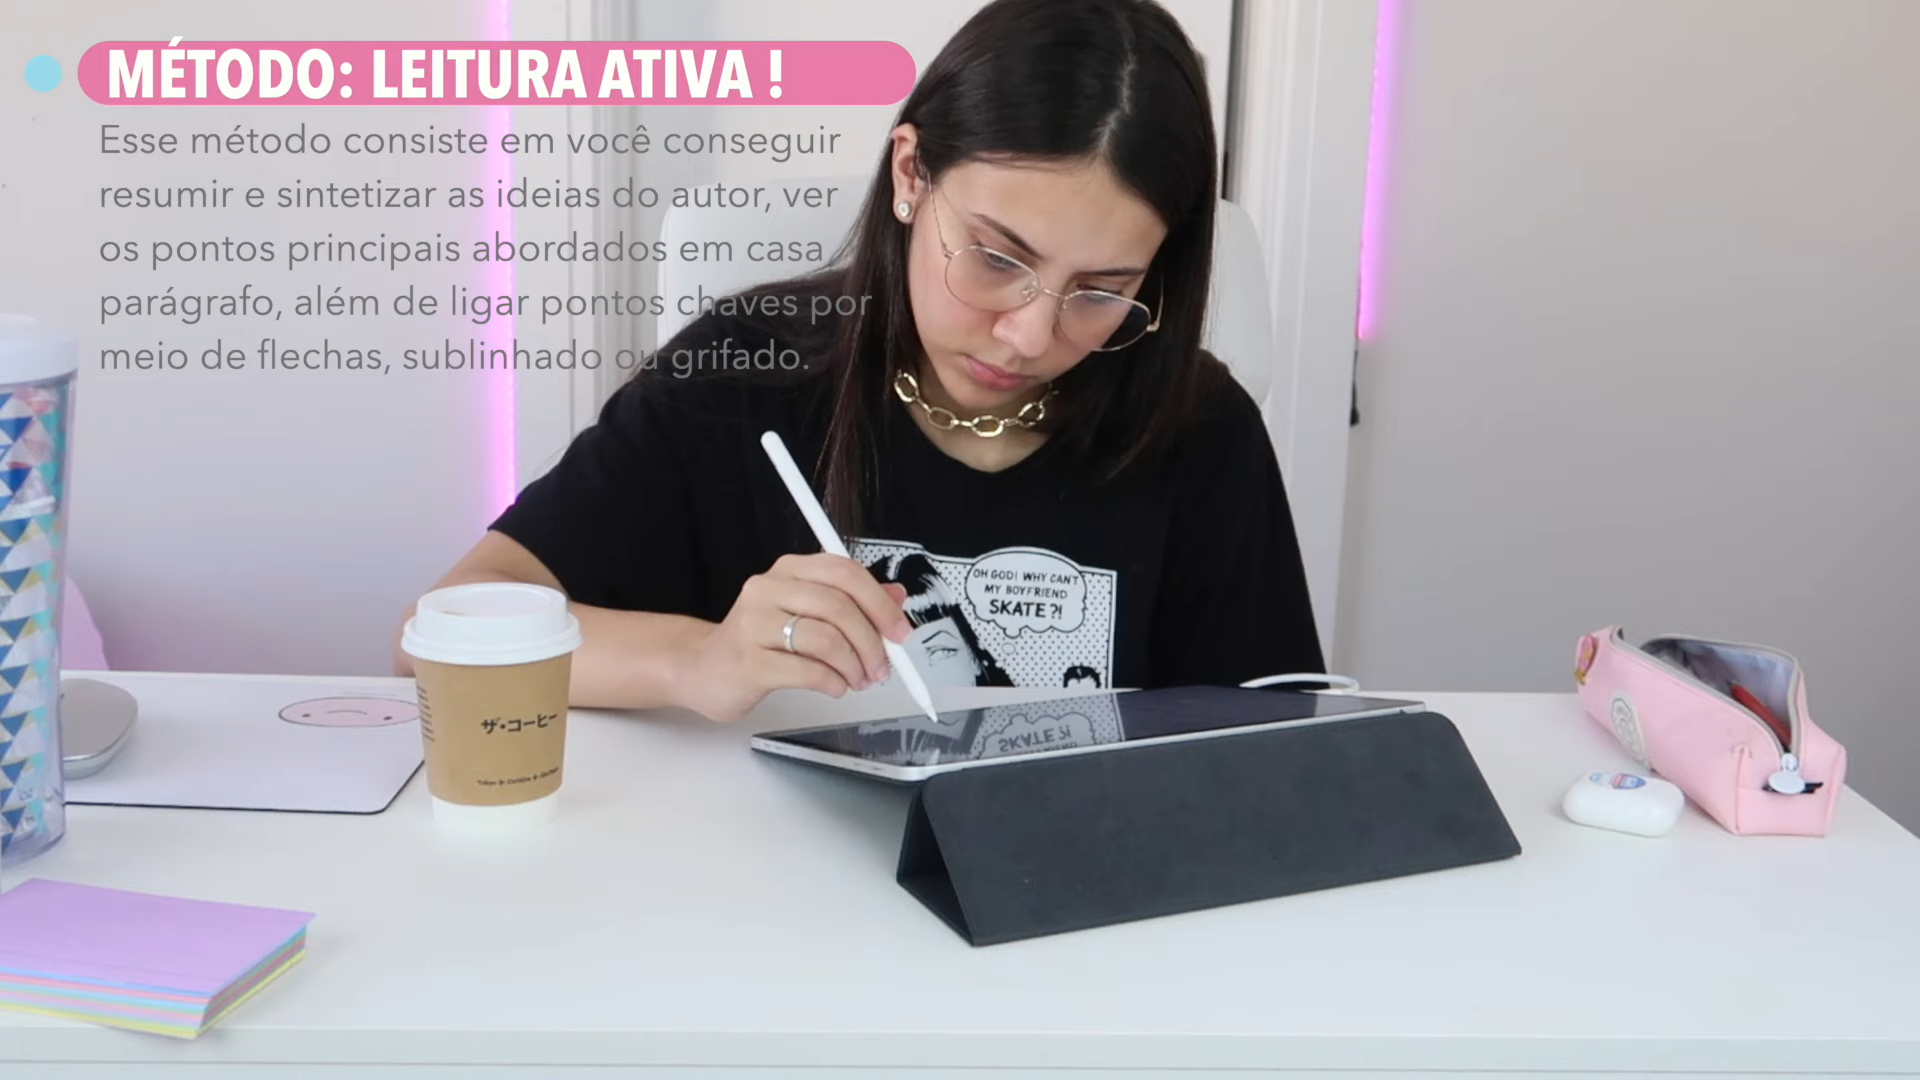 MÉTODO: LEITURA ATIVA !
Esse método consiste em você conseguir
resumir e sintetizar as ideias do autor, ver
os pontos principais abordados em casa
parágrafo, além de ligar pontos chaves por
meio de flechas, sublinhado ou grifado.
OH GOD! WHY CAN'T
MY BOYFRIEND
SKATE?!
SKATE?!
ザ・コーヒー